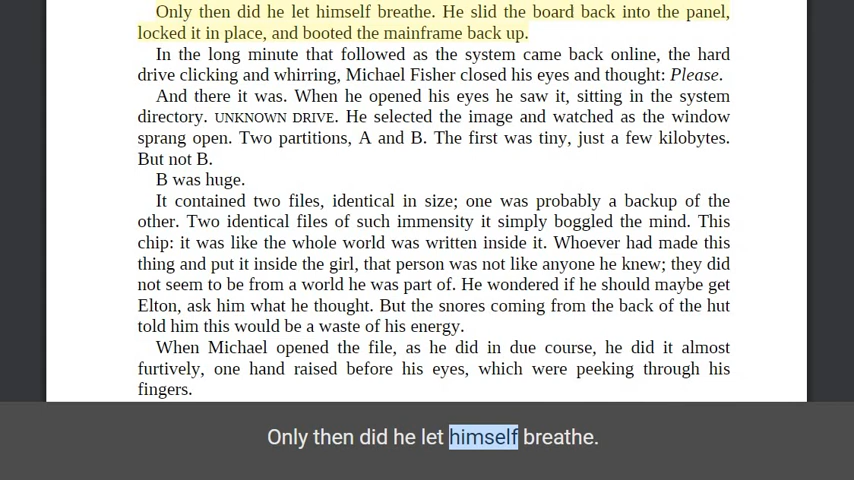 Only then did he let himself breathe. He slid the board back into the panel,
locked it in place, and booted the mainframe back up.
In the long minute that followed as the system came back online, the hard
drive clicking and whirring, Michael Fisher closed his eyes and thought: Please.
And there it was. When he opened his eyes he saw it, sitting in the system
directory. UNKNOWN DRIVE. He selected the image and watched as the window
sprang open. Two partitions, A and B. The first was tiny, just a few kilobytes.
But not B.
B was huge.
It contained two files, identical in size; one was probably a backup of the
other. Two identical files of such immensity it simply boggled the mind. This
chip: it was like the whole world was written inside it. Whoever had made this
thing and put it inside the girl, that person was not like anyone he knew; they did
not seem to be from a world he was part of. He wondered if he should maybe get
Elton, ask him what he thought. But the snores coming from the back of the hut
told him this would be a waste of his energy.
When Michael opened the file, as he did in due course, he did it almost
furtively, one hand raised before his eyes, which were peeking through his
fingers.
Only then did he let himself breathe.